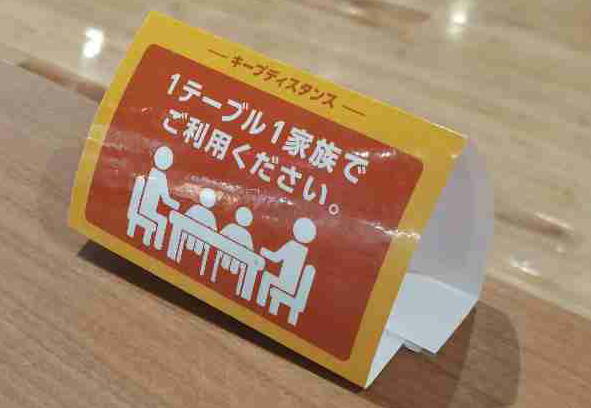 — キープディスタンス —
1テーブル1家族で
ご利用ください。